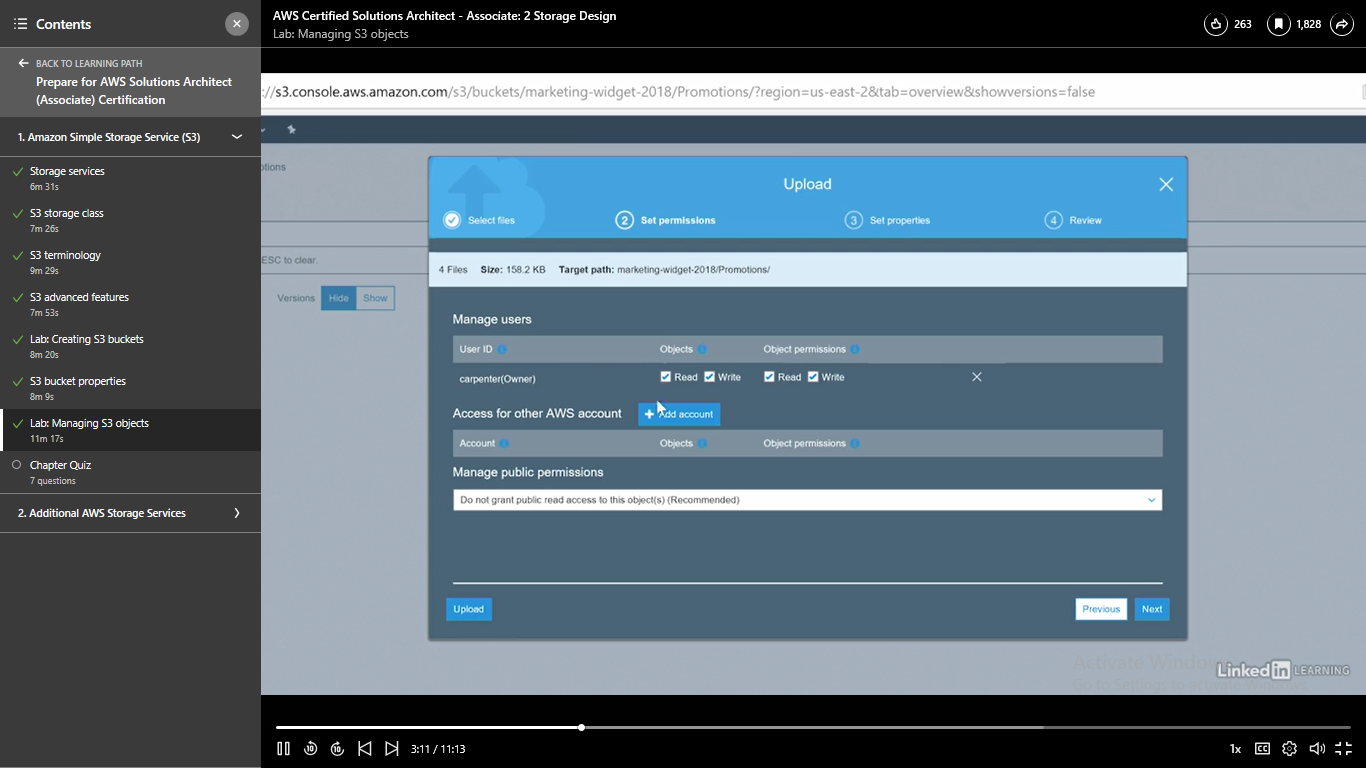 Contents
BACK TO LEARNING PATH
Prepare for AWS Solutions Architect
(Associate) Certification
1. Amazon Simple Storage Service (S3)
Storage services
6m 31s
S3 storage class
7m 26s
S3 terminology
9m 29s
S3 advanced features
7m 53s
Lab: Creating S3 buckets
8m 20s
S3 bucket properties
8m 9s
Lab: Managing S3 objects
11m 17s
Chapter Quiz
7 questions
2. Additional AWS Storage Services
AWS Certified Solutions Architect - Associate: 2 Storage Design
Lab: Managing S3 objects
263
1,828
://s3.console.aws.amazon.com/s3/buckets/marketing-widget-2018/Promotions/?region=us-east-2&tab=overview&showversions=false
otions
ESC to clear.
Versions Hide Show
Upload
Select files 2 Set permissions 3 Set properties 4 Review
4 Files Size: 158.2 KB Target path: marketing-widget-2018/Promotions/
Manage users
User ID Objects Object permissions
carpenter(Owner) Read Write Read Write
Access for other AWS account + Add account
Account Objects Object permissions
Manage public permissions
Do not grant public read access to this object(s) (Recommended)
Upload Previous Next
Activate Windows
Linked in LEARNING
10 10 3:11 / 11:13 1x CC